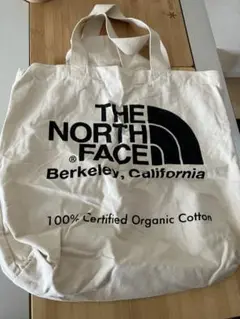 THE
NORTH
FACE
®
Berkeley, California
100% Certified Organic Cotton